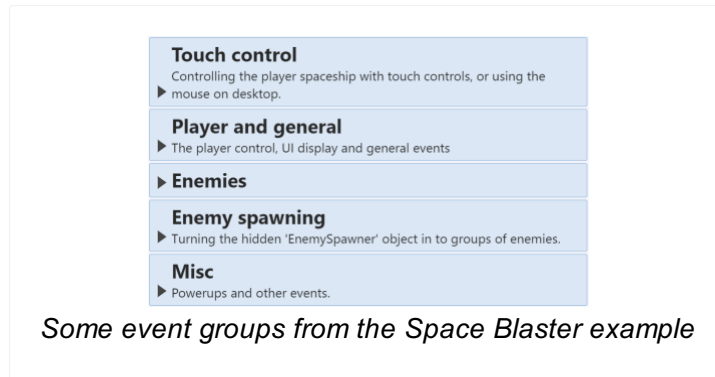 Touch control
Controlling the player spaceship with touch controls, or using the
mouse on desktop.
Player and general
The player control, UI display and general events
Enemies
Enemy spawning
Turning the hidden 'EnemySpawner' object in to groups of enemies.
Misc
Powerups and other events.
Some event groups from the Space Blaster example